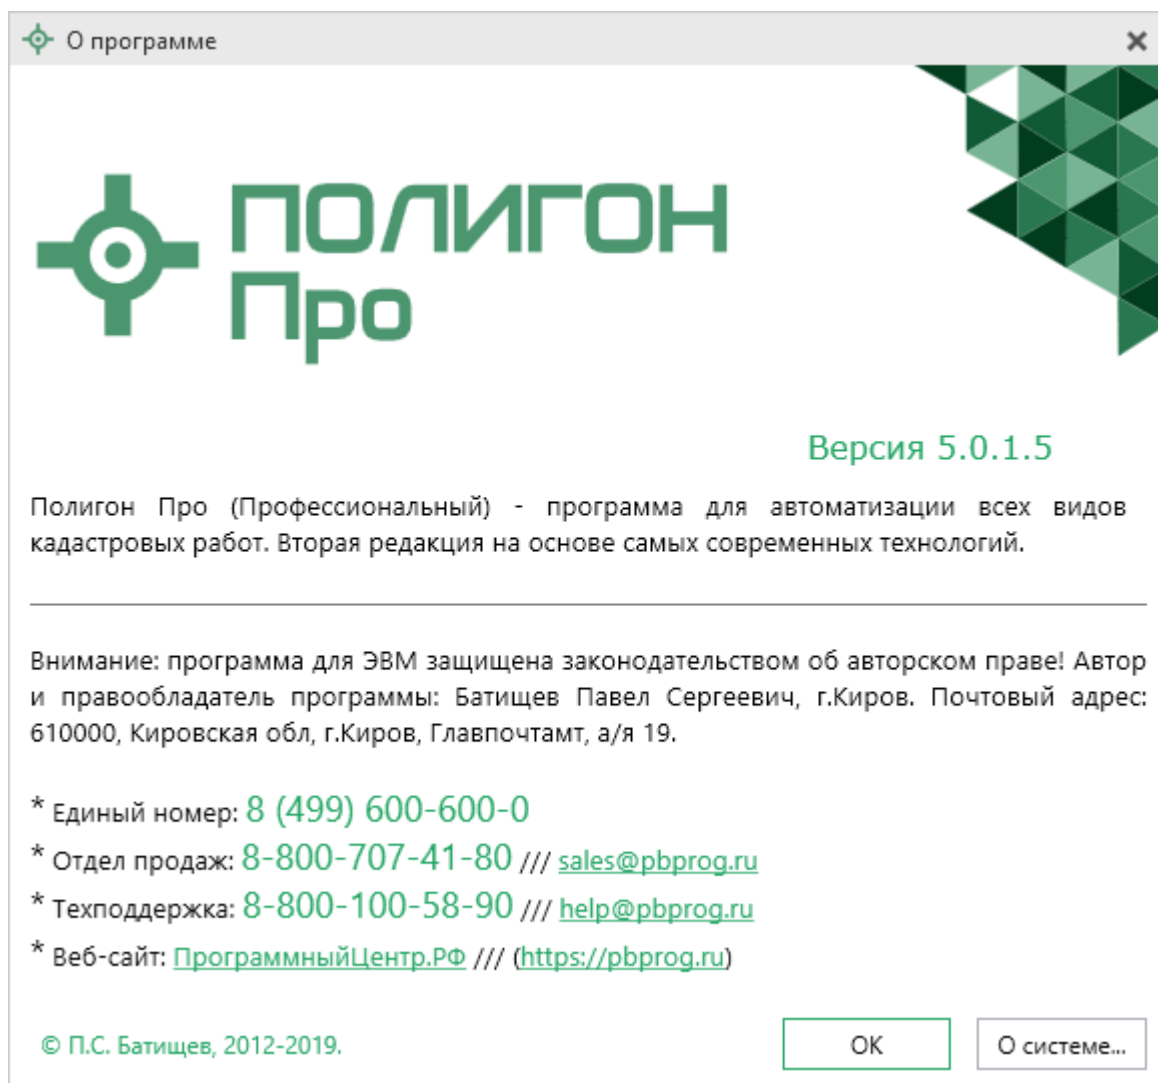 О программе
ПОЛИГОН
Про
Версия 5.0.1.5
Полигон Про (Профессиональный) - программа для автоматизации всех видов
кадастровых работ. Вторая редакция на основе самых современных технологий.
Внимание: программа для ЭВМ защищена законодательством об авторском праве! Автор
и правообладатель программы: Батищев Павел Сергеевич, г.Киров. Почтовый адрес:
610000, Кировская обл, г.Киров, Главпочтамт, а/я 19.
* Единый номер: 8 (499) 600-600-0
* Отдел продаж: 8-800-707-41-80 /// sales@pbprog.ru
* Техподдержка: 8-800-100-58-90 /// help@pbprog.ru
* Веб-сайт: ПрограммныйЦентр.РФ /// (https://pbprog.ru)
© П.С. Батищев, 2012-2019.
ОК
О системе...